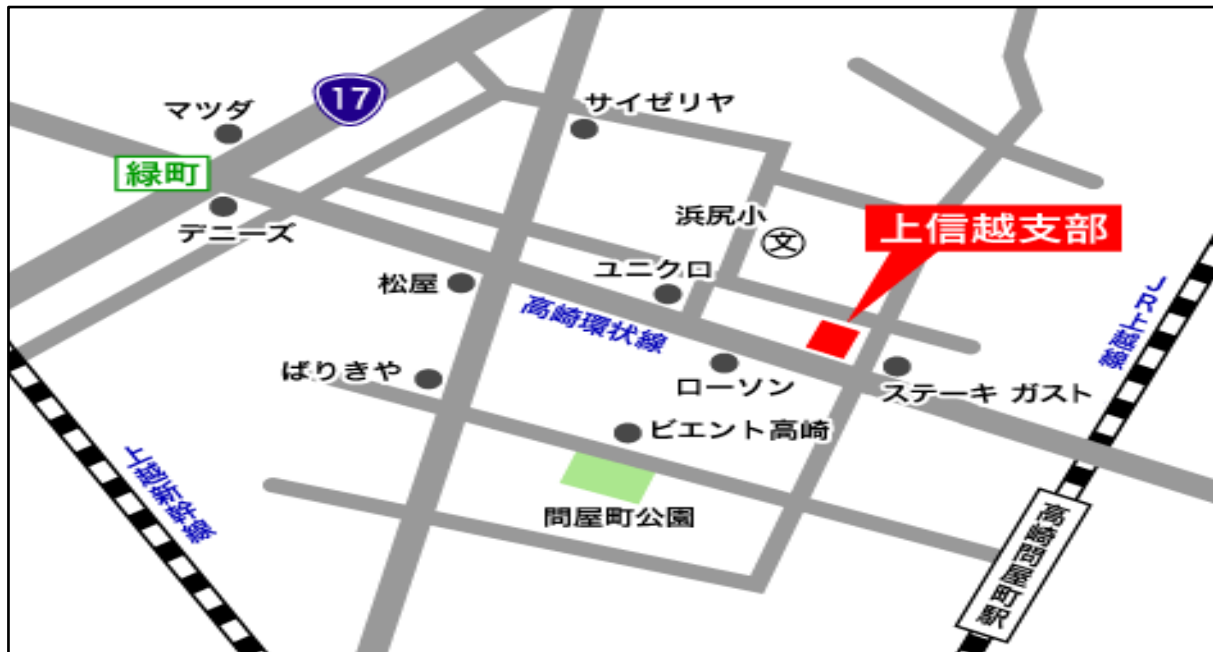 サイゼリヤ
17
マツダ
緑町
デニーズ
浜尻小
文
上信越支部
松屋
ユニクロ
高崎環状線
JR上越線
ばりきや
ローソン
ステーキ ガスト
ビエント高崎
上越新幹線
問屋町公園
高崎問屋町駅